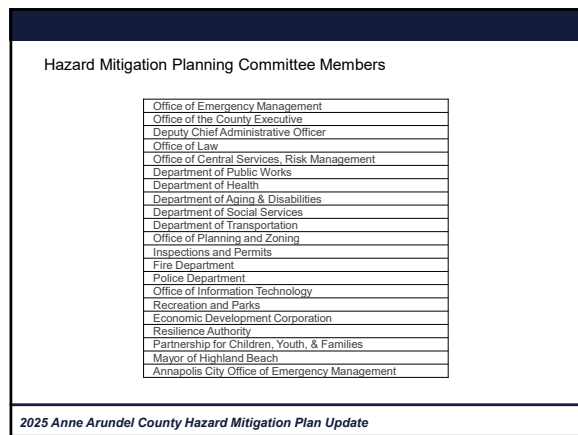 Hazard Mitigation Planning Committee Members
Office of Emergency Management
Office of the County Executive
Deputy Chief Administrative Officer
Office of Law
Office of Central Services, Risk Management
Department of Public Works
Department of Health
Department of Aging & Disabilities
Department of Social Services
Department of Transportation
Office of Planning and Zoning
Inspections and Permits
Fire Department
Police Department
Office of Information Technology
Recreation and Parks
Economic Development Corporation
Resilience Authority
Partnership for Children, Youth, & Families
Mayor of Highland Beach
Annapolis City Office of Emergency Management
2025 Anne Arundel County Hazard Mitigation Plan Update